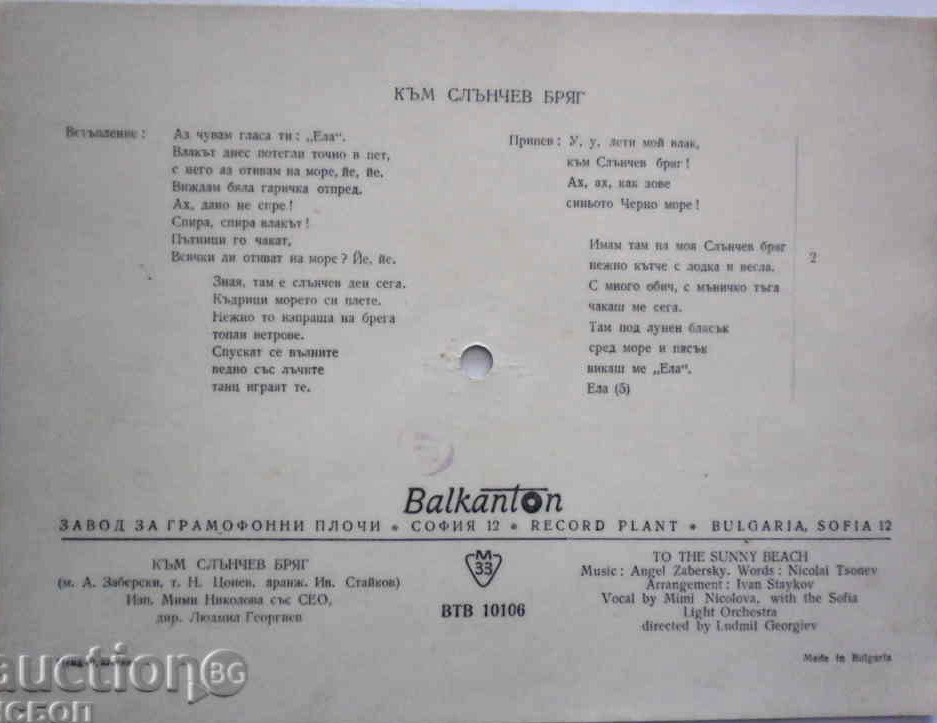 КЪМ СЛЪНЧЕВ БРЯГ
Встъпление: Аз чувам гласа ти: „Ела“.
Влакът днес потегли точно в пет,
с него аз отивам на море, йе, йе.
Виждам бяла гаричка отпред.
Ах, дано не спре!
Спира, спира влакът!
Пътници го чакат,
Всички ли отиват на море? Йе, йе.
Зная, там е слънчев ден сега.
Къдрици морето си плете.
Нежно то напраща на брега
топли ветрове.
Спускат се вълните
ведно със лъчите
танц играят те.
Припев: У, у, лети мой влак,
към Слънчев бряг!
Ах, ах, как зове
синьото Черно море!
Имам там на моя Слънчев бряг
нежно кътче с лодка и весла.
С много обич, с мъничко тъга
чакаш ме сега.
Там под лунен блясък
сред море и пясък
викаш ме „Ела“.
Ела (5)
2
Balkanton
ЗАВОД ЗА ГРАМОФОННИ ПЛОЧИ * СОФИЯ 12 * RECORD PLANT * BULGARIA, SOFIA 12
КЪМ СЛЪНЧЕВ БРЯГ
(м. А. Заберски, т. Н. Цонев, аранж. Ив. Стайков)
Изп. Мими Николова със СЕО,
дир. Людмил Георгиев
М
33
ВТВ 10106
TO THE SUNNY BEACH
Music: Angel Zabersky. Words: Nicolai Tsonev
Arrangement: Ivan Staykov
Vocal by Mimi Nicolova, with the Sofia
Light Orchestra
directed by Ludmil Georgiev
Made in Bulgaria
auction BG